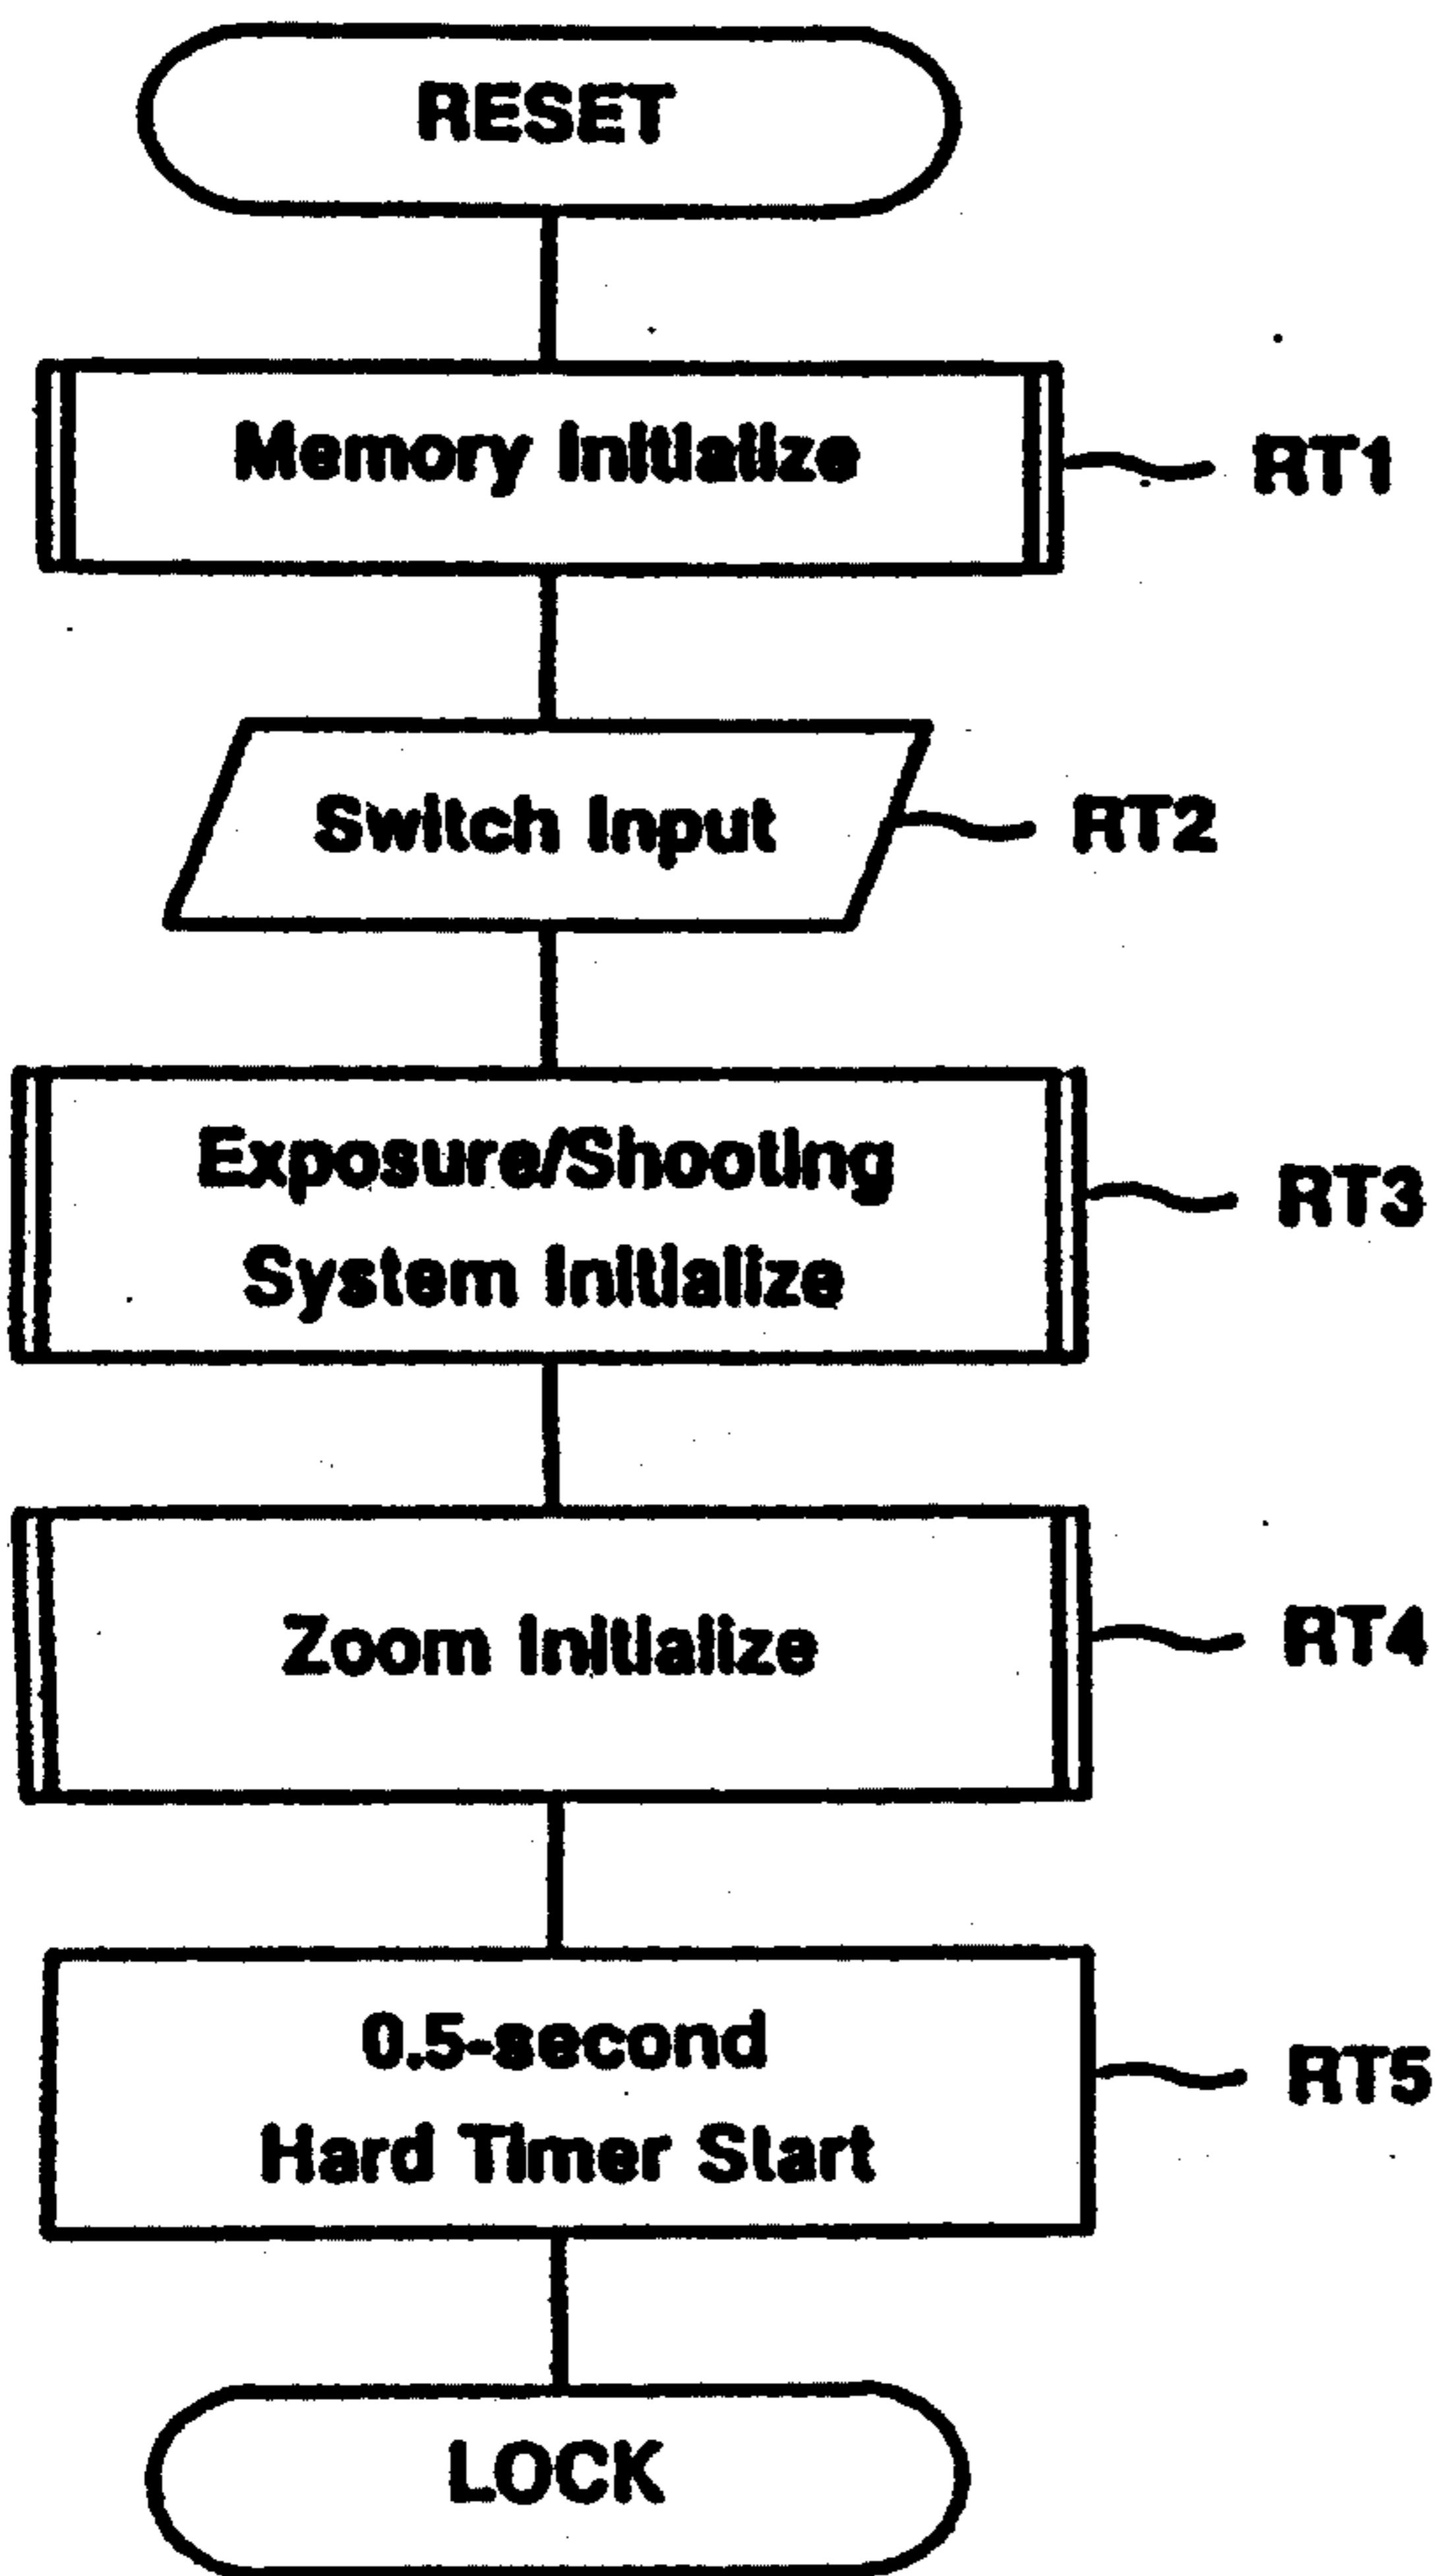 RESET
Memory Initialize
RT1
Switch Input
RT2
Exposure/Shooting
System Initialize
RT3
Zoom Initialize
RT4
0.5-second
Hard Timer Start
RT5
LOCK